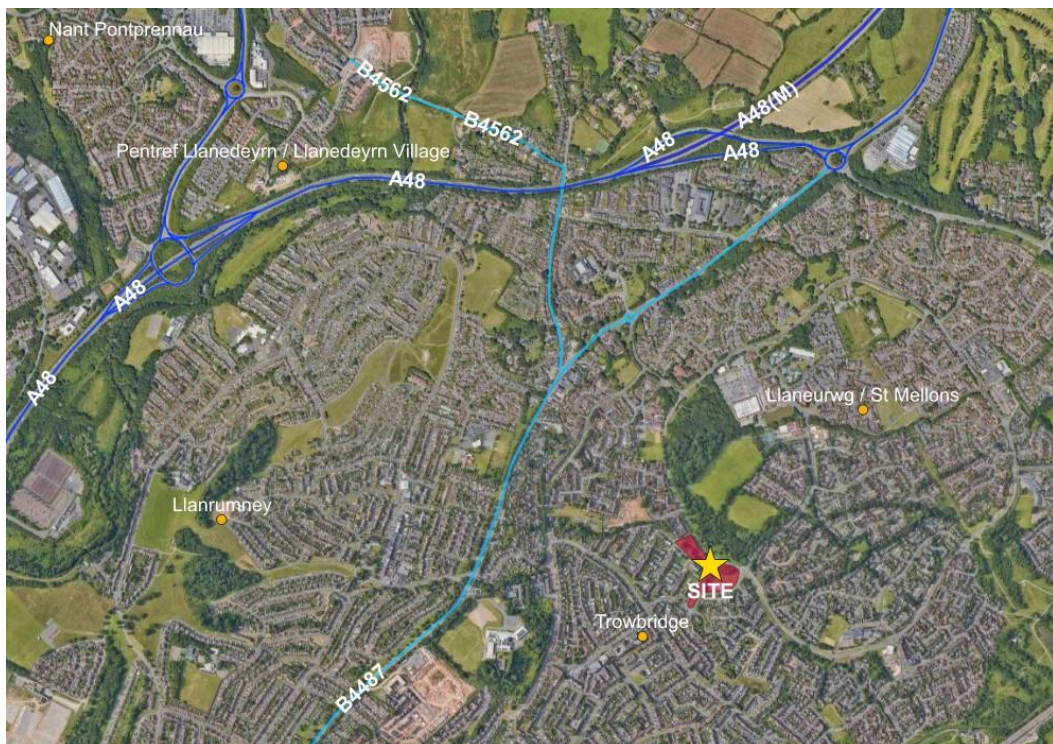 Nant Pontprennau
B4562
B4562
A48(M)
A48
A48
Pentref Llanedeyrn / Llanedeyrn Village
A48
A48
A48
Llaneurwg / St Mellons
Llanrumney
SITE
Trowbridge
B4487